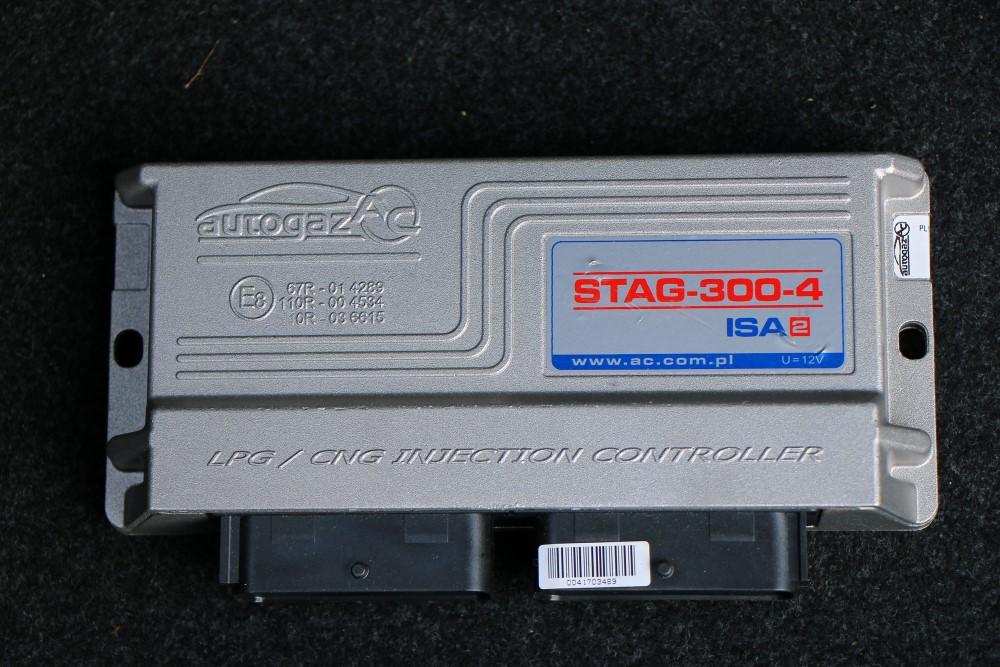 autogaz AC
E8
67R - 01 4289
110R - 00 4534
10R - 03 6615
STAG-300-4
ISA2
www.ac.com.pl U=12V
PL
LPG / CNG INJECTION CONTROLLER
0041703489